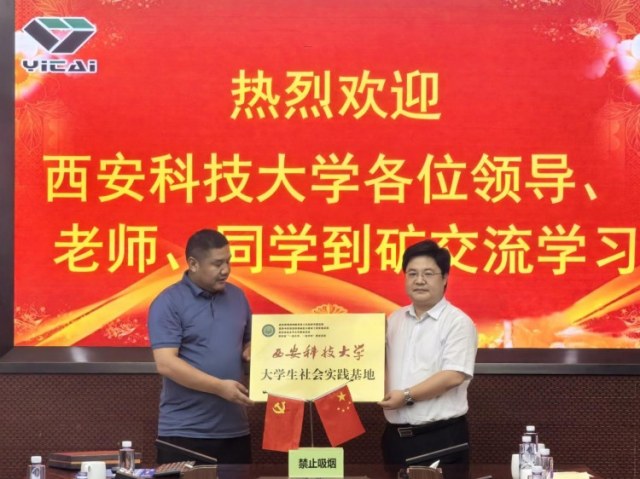 YiTAi
热烈欢迎
西安科技大学各位领导、
老师、同学到矿交流学习
西安科技大学
大学生社会实践基地
禁止吸烟